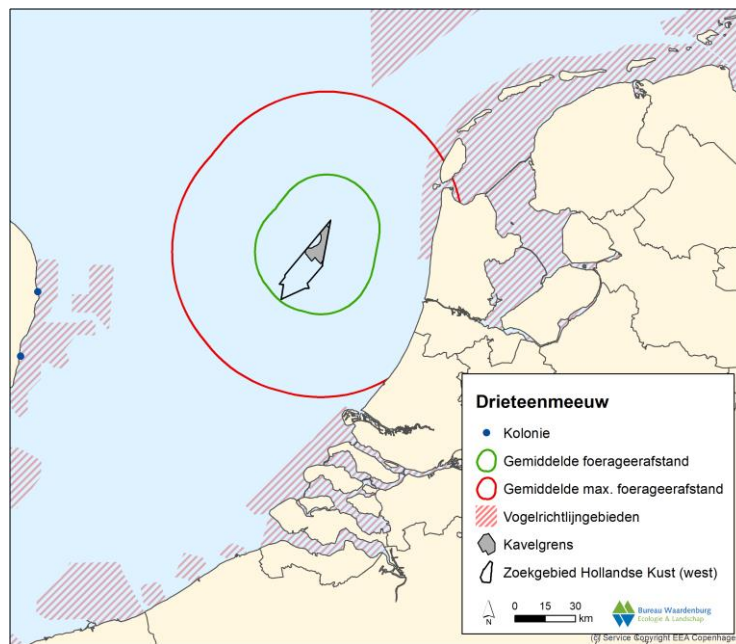 Drieteenmeeuw
Kolonie
Gemiddelde foerageerafstand
Gemiddelde max. foerageerafstand
Vogelrichtlijngebieden
Kavelgrens
Zoekgebied Hollandse Kust (west)
N
0 15 30
km
Bureau Waardenburg
Ecologie & Landschap
Service Copyright EEA Copenhage